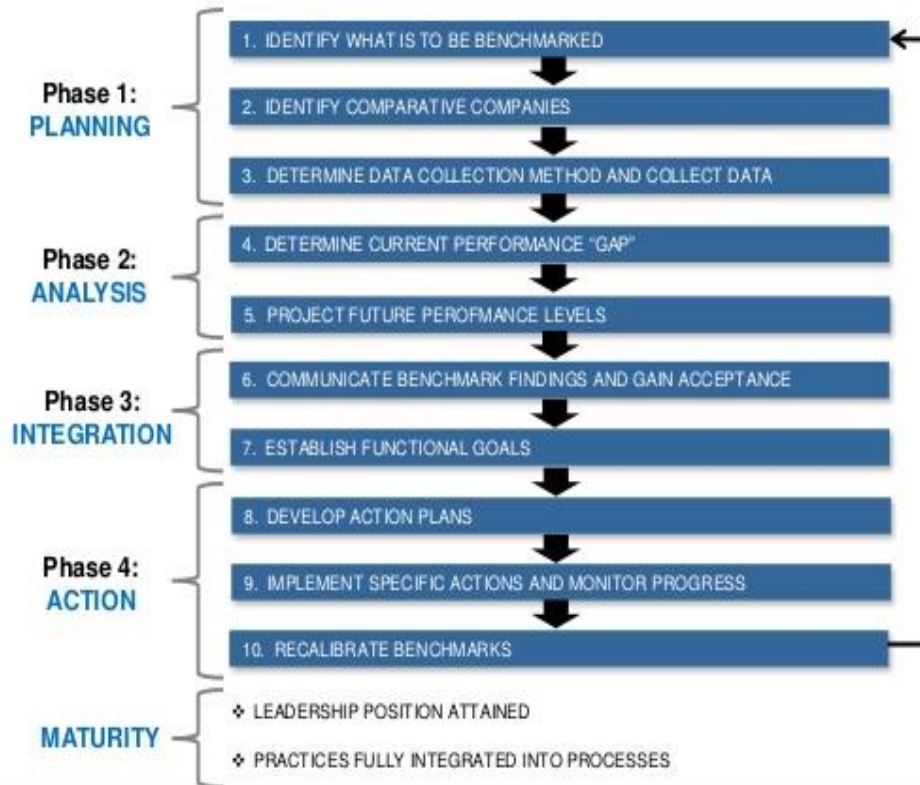 1. IDENTIFY WHAT IS TO BE BENCHMARKED
Phase 1:
PLANNING
2. IDENTIFY COMPARATIVE COMPANIES
3. DETERMINE DATA COLLECTION METHOD AND COLLECT DATA
4. DETERMINE CURRENT PERFORMANCE “GAP”
Phase 2:
ANALYSIS
5. PROJECT FUTURE PEROFMANCE LEVELS
6. COMMUNICATE BENCHMARK FINDINGS AND GAIN ACCEPTANCE
Phase 3:
INTEGRATION
7. ESTABLISH FUNCTIONAL GOALS
8. DEVELOP ACTION PLANS
Phase 4:
ACTION
9. IMPLEMENT SPECIFIC ACTIONS AND MONITOR PROGRESS
10. RECALIBRATE BENCHMARKS
MATURITY
❖ LEADERSHIP POSITION ATTAINED
❖ PRACTICES FULLY INTEGRATED INTO PROCESSES